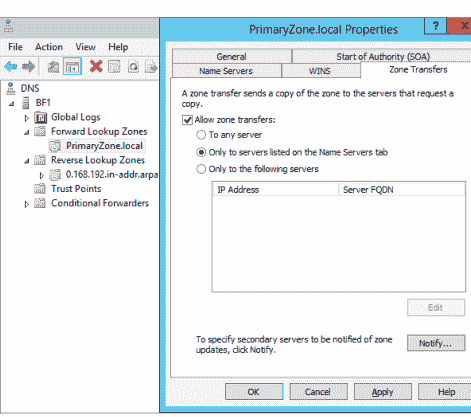 File Action View Help
DNS
BF1
Global Logs
Forward Lookup Zones
PrimaryZone.local
Reverse Lookup Zones
0.168.192.in-addr.arpa
Trust Points
Conditional Forwarders
PrimaryZone.local Properties
? X
General Start of Authority (SOA)
Name Servers WINS Zone Transfers
A zone transfer sends a copy of the zone to the servers that request a
copy.
Allow zone transfers:
To any server
Only to servers listed on the Name Servers tab
Only to the following servers
IP Address Server FQDN
Edit
To specify secondary servers to be notified of zone
updates, click Notify.
Notify...
OK Cancel Apply Help